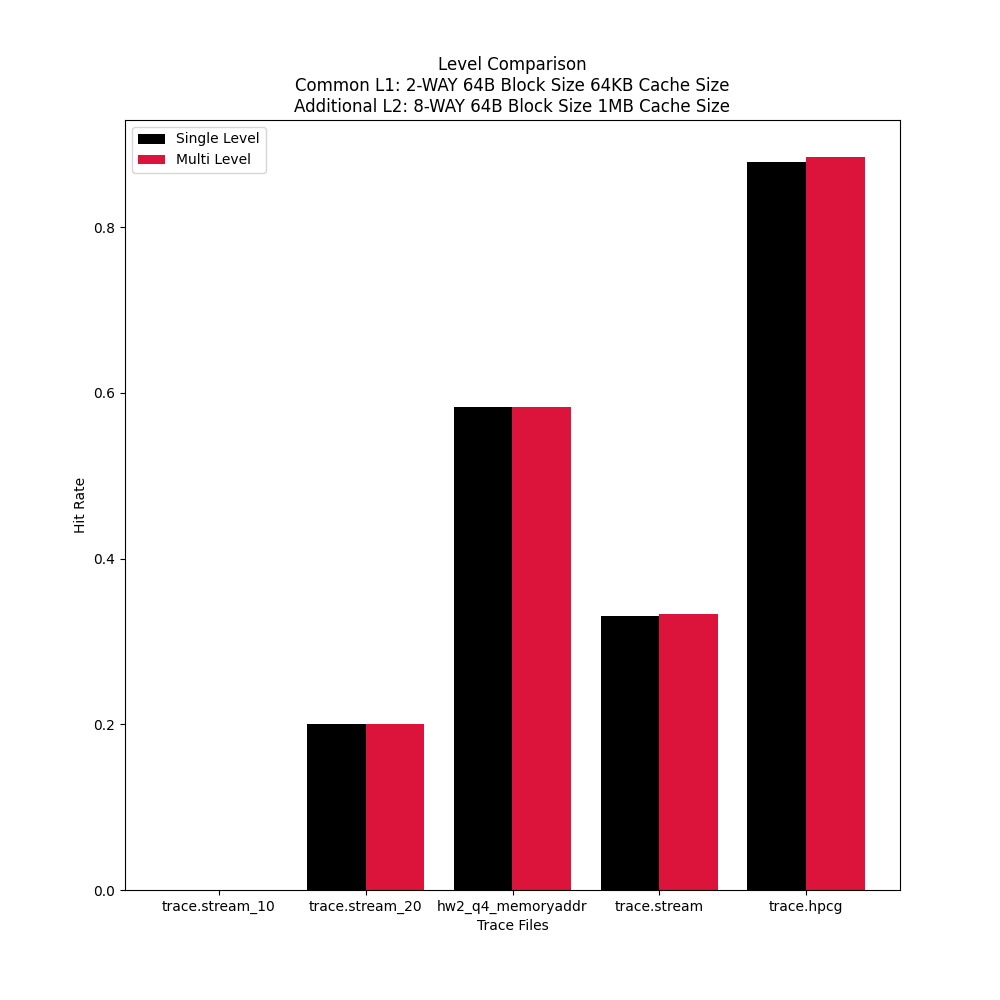 Level Comparison
Common L1: 2-WAY 64B Block Size 64KB Cache Size
Additional L2: 8-WAY 64B Block Size 1MB Cache Size
Single Level
Multi Level
0.8
0.6
0.4
0.2
0.0
Hit Rate
trace.stream_10 trace.stream_20 hw2_q4_memoryaddr trace.stream trace.hpcg
Trace Files